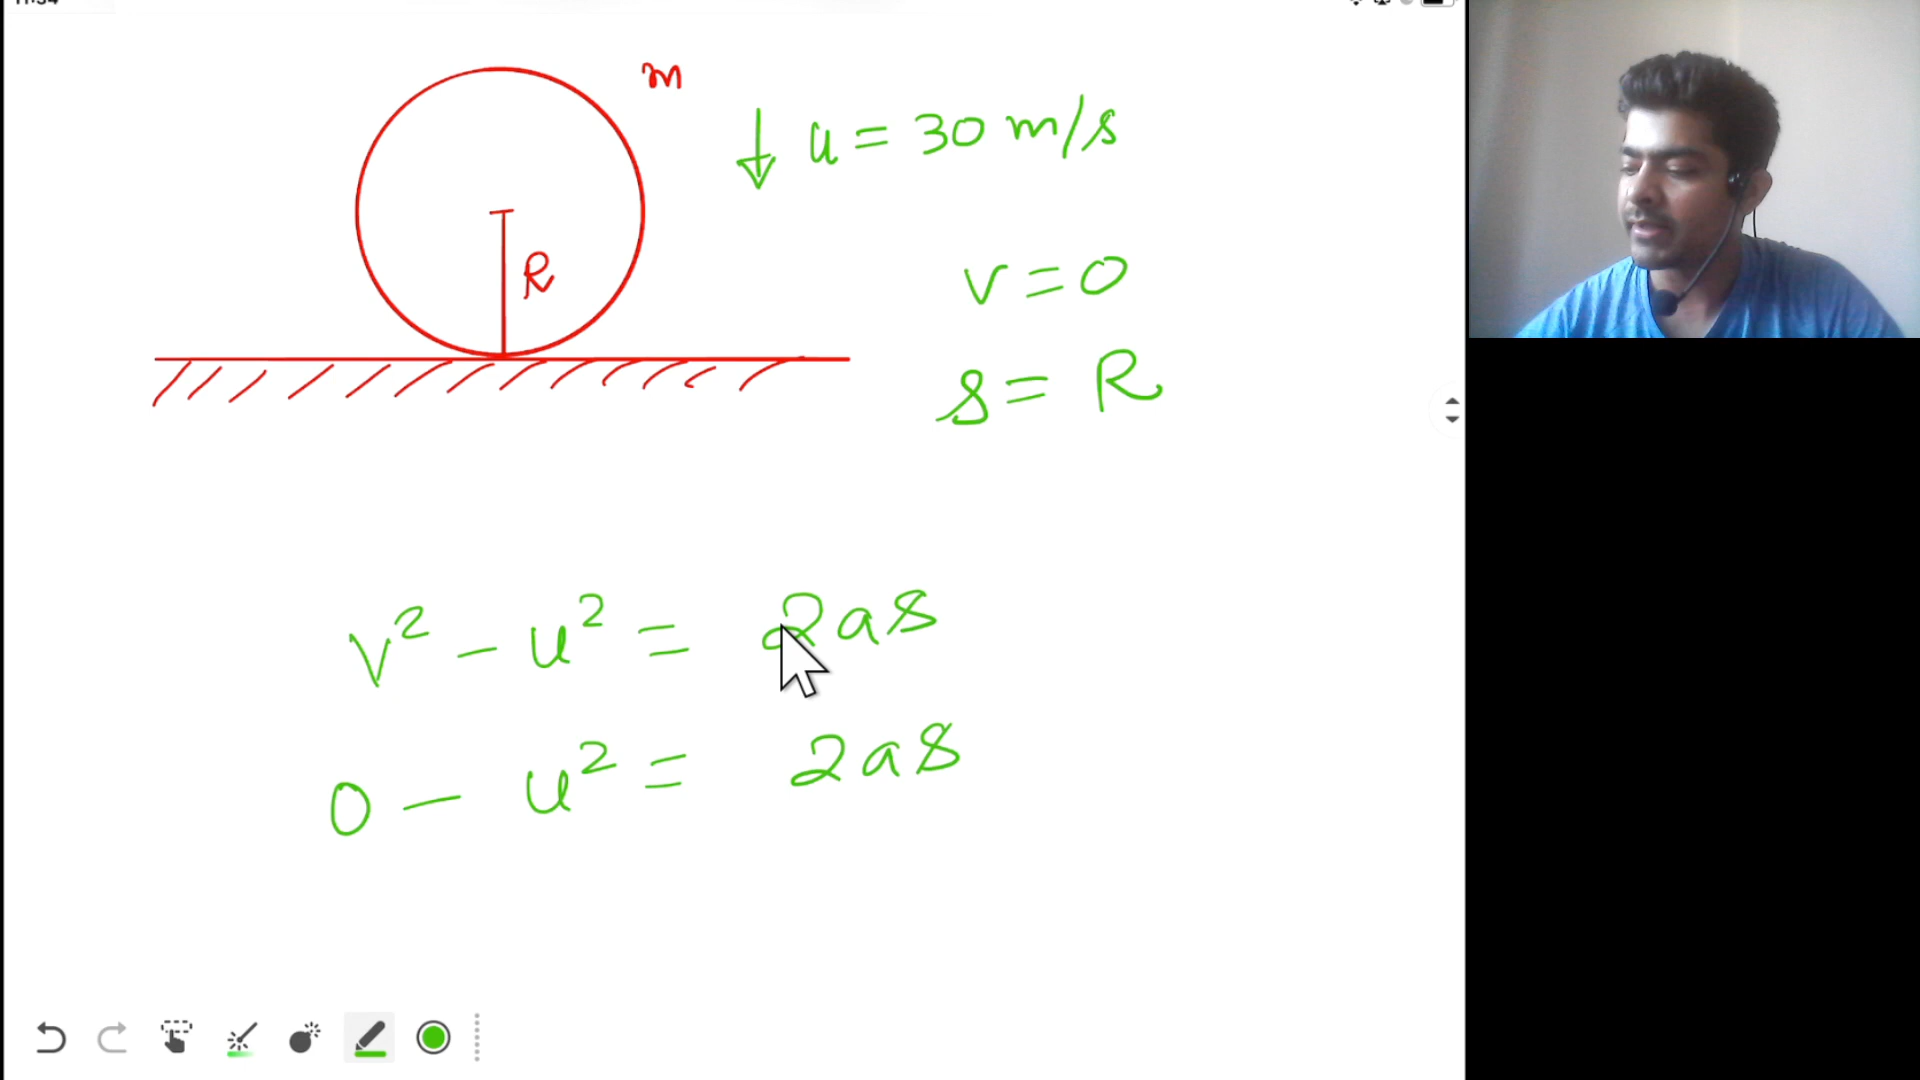 m
↓ u = 30 m/s
R
v = 0
s = R
v² - u² = 2as
0 - u² = 2as